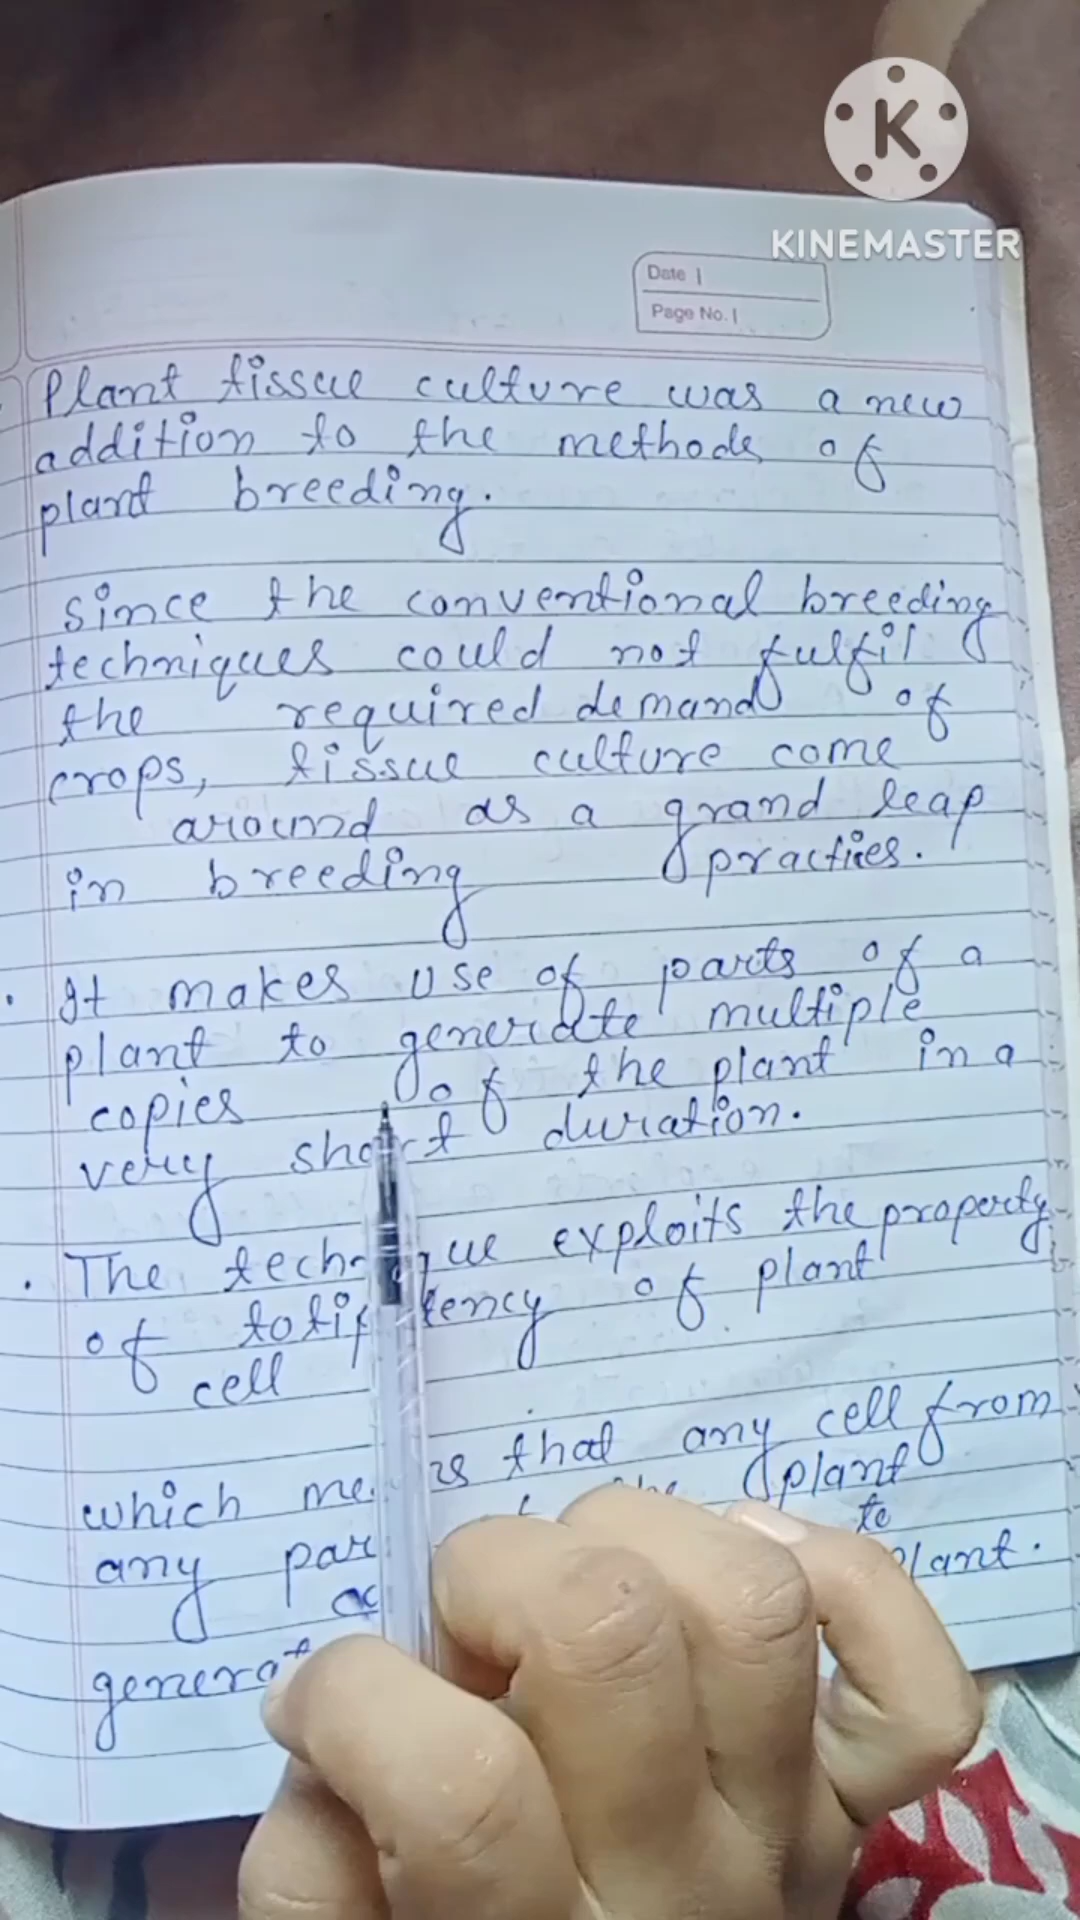 K
KINEMASTER
Date
Page No.
Plant tissue culture was a new
addition to the methods of
plant breeding.
since the conventional breeding
techniques could not fulfil
the required demand of
crops, tissue culture come
around as a grand leap
in breeding practies.
• It makes use of parts of a
plant to generate multiple
copies of the plant in a
very short duration.
• The technique exploits the property
of totipotency of plant
cell
which means that any cell from
any par the plant
to
generat plant.